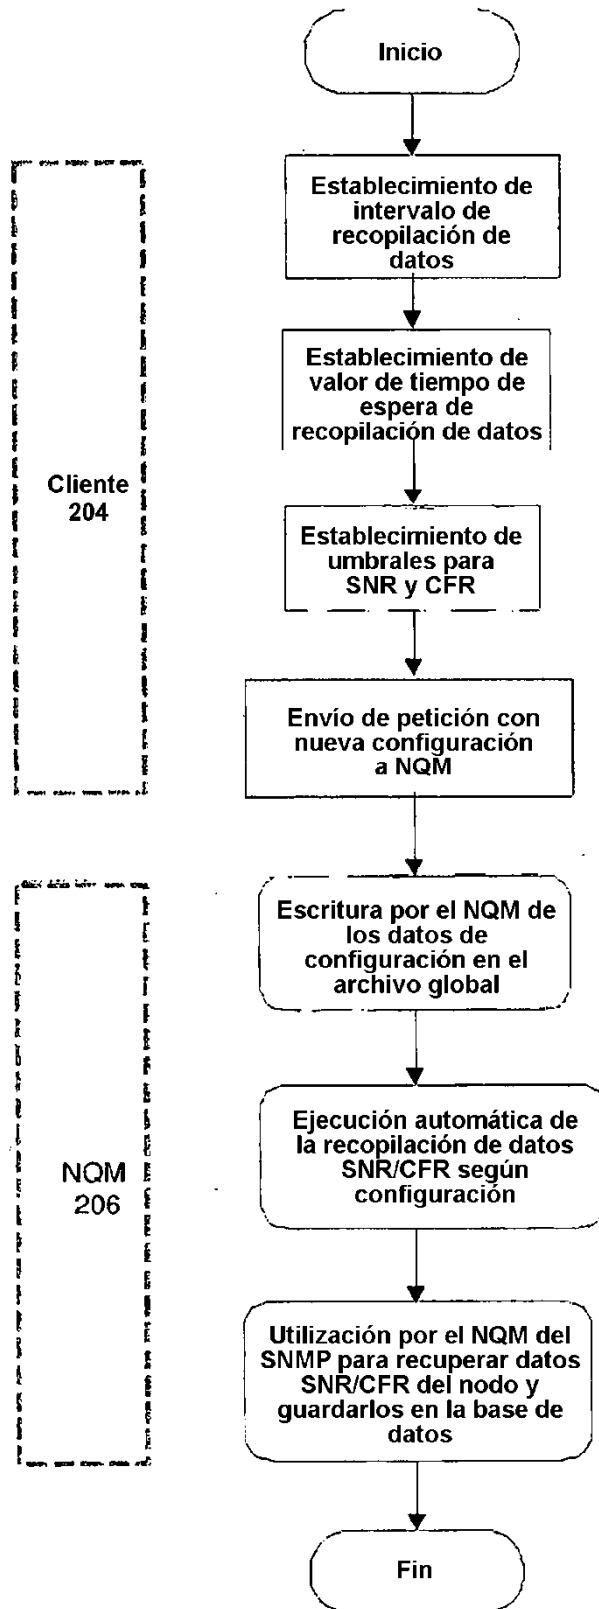 Inicio
Establecimiento de
intervalo de
recopilación de
datos
Establecimiento de
valor de tiempo de
espera de
recopilación de datos
Cliente
204
Establecimiento de
umbrales para
SNR y CFR
Envío de petición con
nueva configuración
a NQM
Escritura por el NQM de
los datos de
configuración en el
archivo global
NQM
206
Ejecución automática de
la recopilación de datos
SNR/CFR según
configuración
Utilización por el NQM del
SNMP para recuperar datos
SNR/CFR del nodo y
guardarlos en la base de
datos
Fin